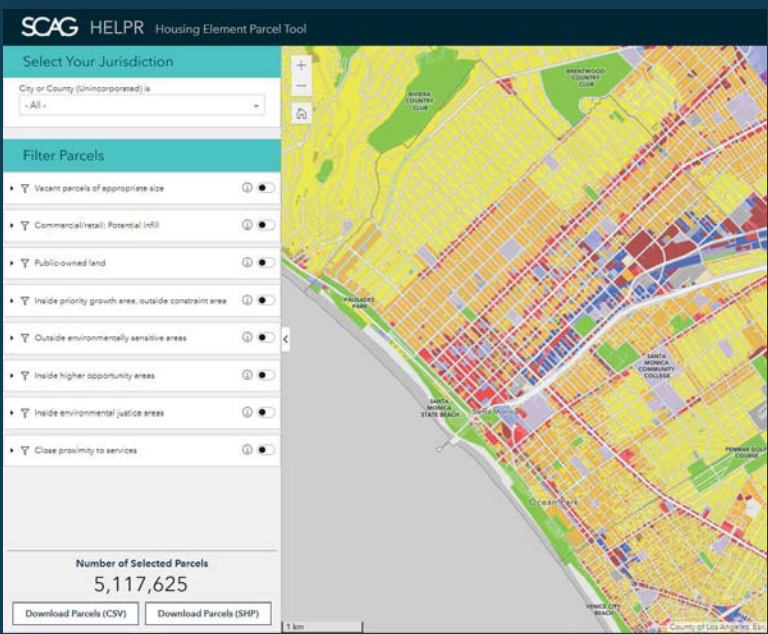 SCAG HELPR Housing Element Parcel Tool
Select Your Jurisdiction
City or County (Unincorporated) is
- All -
Filter Parcels
Vacant parcels of appropriate size
Commercial/retail: Potential infill
Public-owned land
Inside priority growth area, outside constraint area
Outside environmentally sensitive areas
Inside higher opportunity areas
Inside environmental justice areas
Close proximity to services
Number of Selected Parcels
5,117,625
Download Parcels (CSV)
Download Parcels (SHP)
BRENTWOOD
COUNTRY
CLUB
RIVIERA
COUNTRY
CLUB
PALISADES
PARK
SANTA
MONICA
COMMUNITY
COLLEGE
SANTA
MONICA
STATE BEACH
Santa Monica
PENMAR GOLF
COURSE
Ocean Park
VENICE CITY
BEACH
1 km
County of Los Angeles, Esri